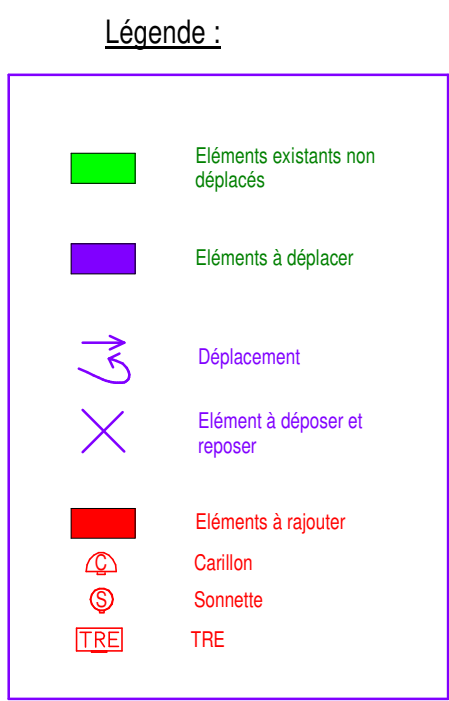 Légende :
Eléments existants non
déplacés
Eléments à déplacer
Déplacement
Elément à déposer et
reposer
Eléments à rajouter
C Carillon
S Sonnette
TRE TRE